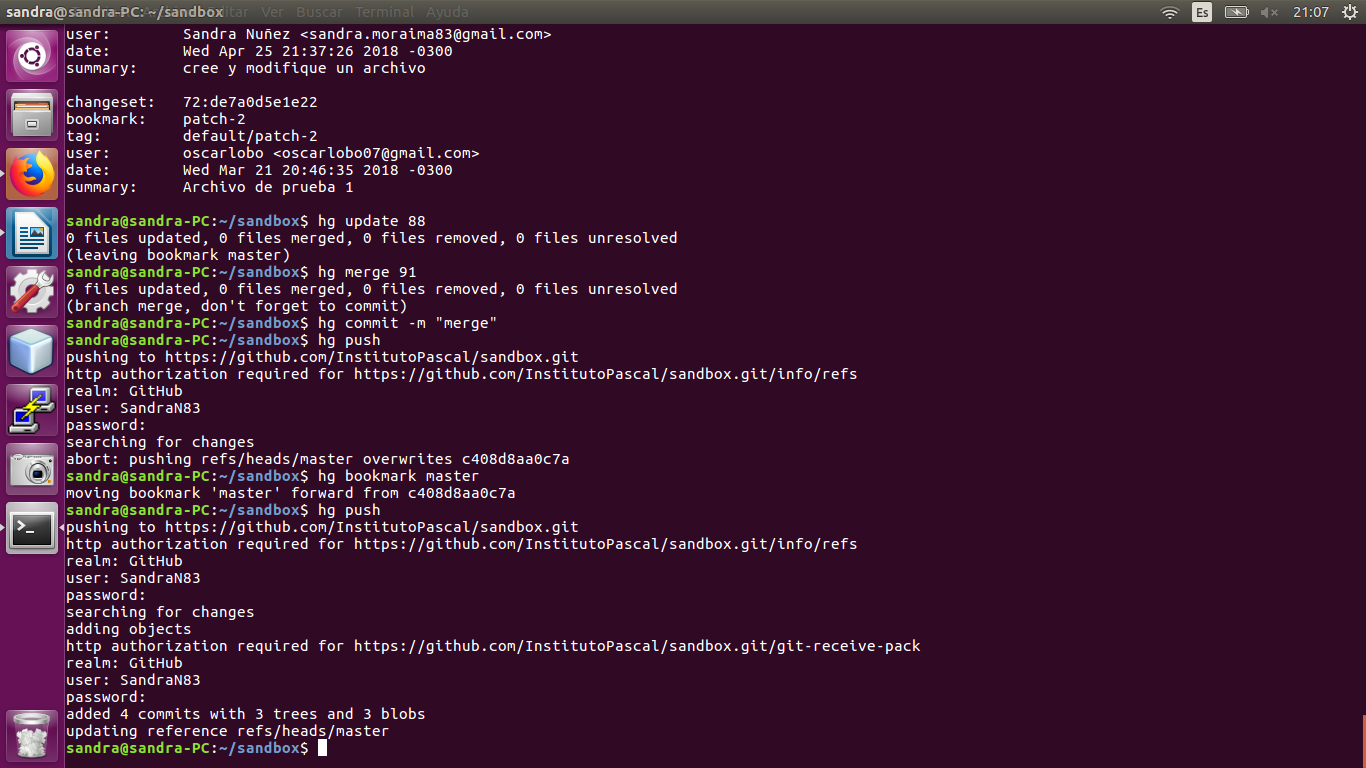 sandra@sandra-PC: ~/sandbox Editar Ver Buscar Terminal Ayuda Es 21:07
user:        Sandra Nuñez <sandra.moraima83@gmail.com>
date:        Wed Apr 25 21:37:26 2018 -0300
summary:     cree y modifique un archivo
changeset:   72:de7a0d5e1e22
bookmark:    patch-2
tag:         default/patch-2
user:        oscarlobo <oscarlobo07@gmail.com>
date:        Wed Mar 21 20:46:35 2018 -0300
summary:     Archivo de prueba 1
sandra@sandra-PC:~/sandbox$ hg update 88
0 files updated, 0 files merged, 0 files removed, 0 files unresolved
(leaving bookmark master)
sandra@sandra-PC:~/sandbox$ hg merge 91
0 files updated, 0 files merged, 0 files removed, 0 files unresolved
(branch merge, don't forget to commit)
sandra@sandra-PC:~/sandbox$ hg commit -m "merge"
sandra@sandra-PC:~/sandbox$ hg push
pushing to https://github.com/InstitutoPascal/sandbox.git
http authorization required for https://github.com/InstitutoPascal/sandbox.git/info/refs
realm: GitHub
user: SandraN83
password:
searching for changes
abort: pushing refs/heads/master overwrites c408d8aa0c7a
sandra@sandra-PC:~/sandbox$ hg bookmark master
moving bookmark 'master' forward from c408d8aa0c7a
sandra@sandra-PC:~/sandbox$ hg push
pushing to https://github.com/InstitutoPascal/sandbox.git
http authorization required for https://github.com/InstitutoPascal/sandbox.git/info/refs
realm: GitHub
user: SandraN83
password:
searching for changes
adding objects
http authorization required for https://github.com/InstitutoPascal/sandbox.git/git-receive-pack
realm: GitHub
user: SandraN83
password:
added 4 commits with 3 trees and 3 blobs
updating reference refs/heads/master
sandra@sandra-PC:~/sandbox$